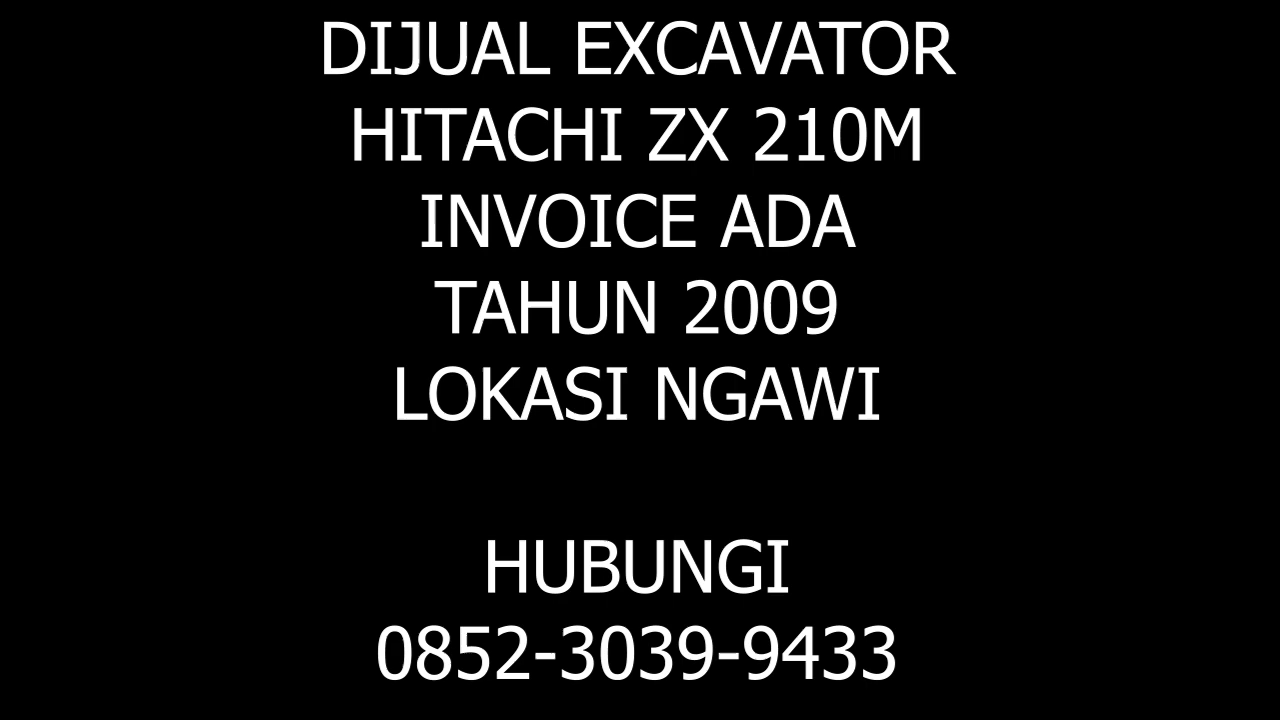 DIJUAL EXCAVATOR
HITACHI ZX 210M
INVOICE ADA
TAHUN 2009
LOKASI NGAWI
HUBUNGI
0852-3039-9433